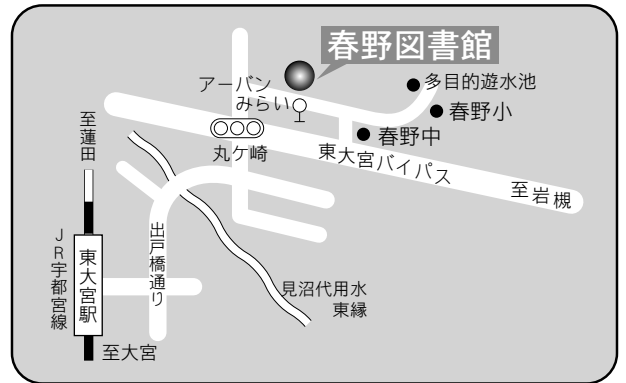 春野図書館
アーバン
みらい
多目的遊水池
春野小
春野中
丸ケ崎
東大宮バイパス
至岩槻
至蓮田
JR宇都宮線
東大宮駅
出戸橋通り
見沼代用水
東縁
至大宮